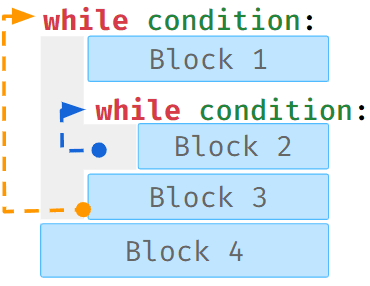 while condition:
Block 1
while condition:
Block 2
Block 3
Block 4